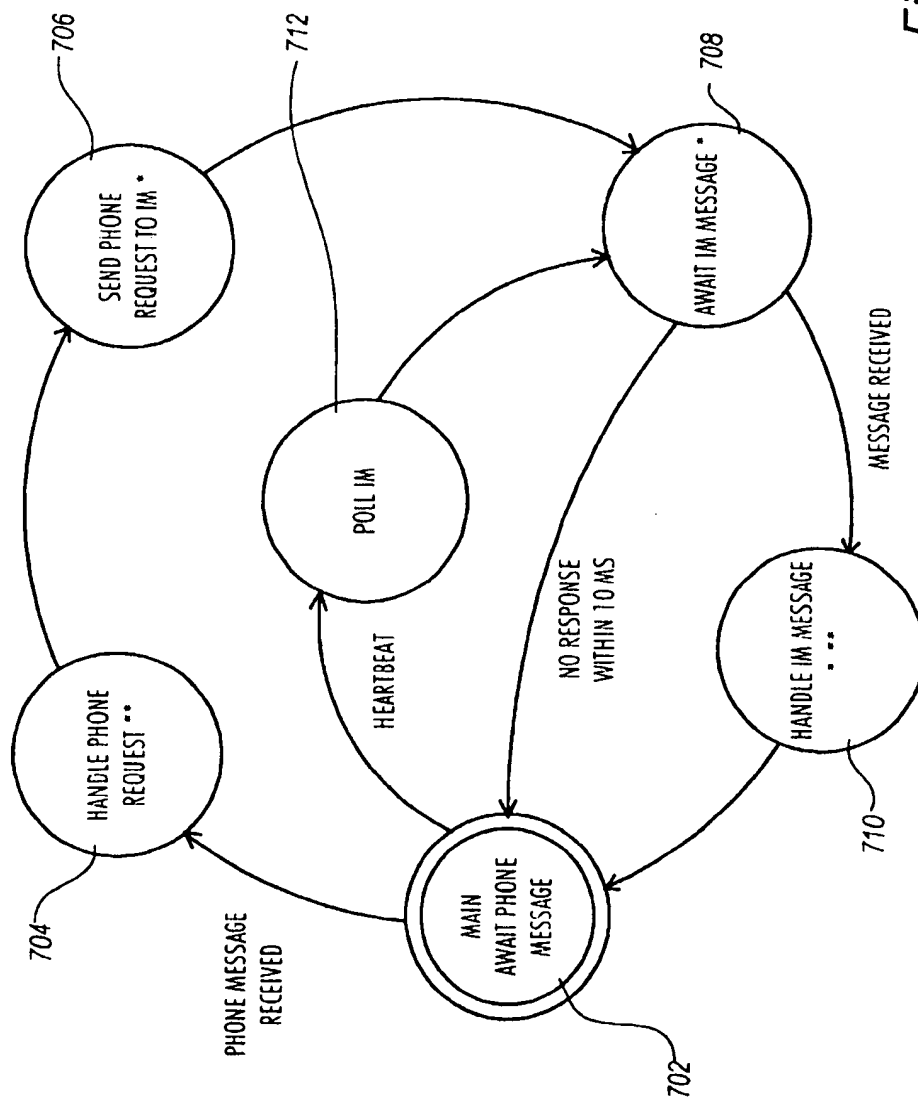 704
706
712
PHONE MESSAGE
RECEIVED
HANDLE PHONE
REQUEST **
SEND PHONE
REQUEST TO IM *
MAIN
AWAIT PHONE
MESSAGE
HEARTBEAT
POLL IM
702
NO RESPONSE
WITHIN 10 MS
AWAIT IM MESSAGE *
708
HANDLE IM MESSAGE
* **
710
MESSAGE RECEIVED